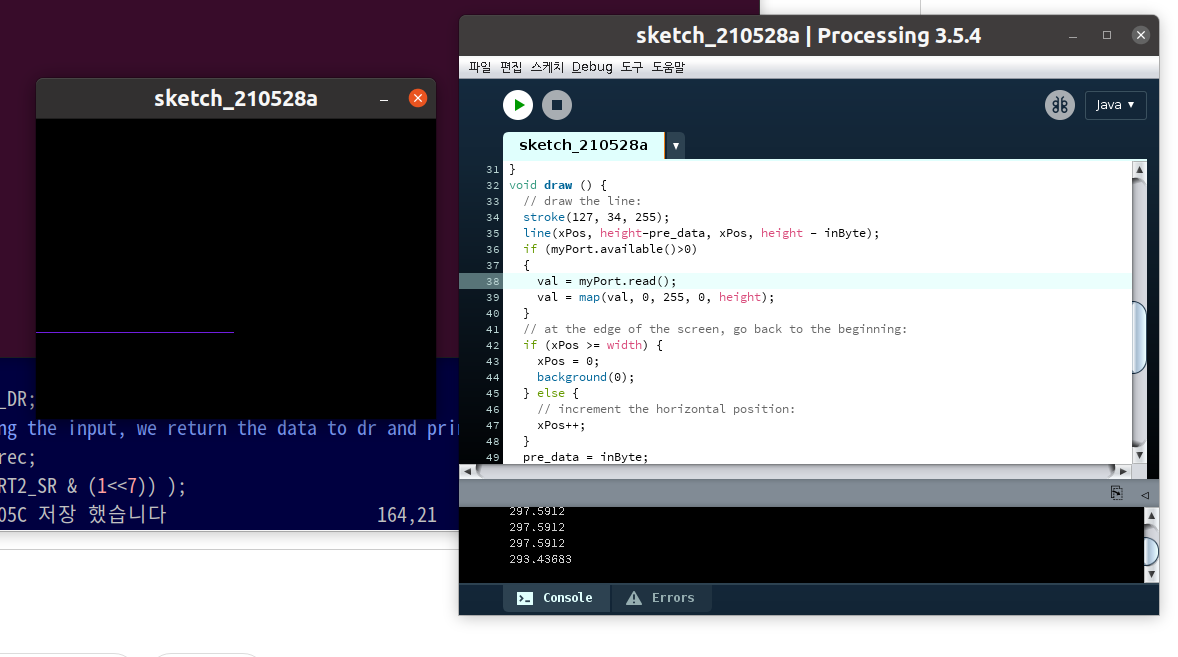 sketch_210528a | Processing 3.5.4
파일 편집 스케치 Debug 도구 도움말
Java ▼
sketch_210528a
31 }
32 void draw () {
33 // draw the line:
34 stroke(127, 34, 255);
35 line(xPos, height-pre_data, xPos, height - inByte);
36 if (myPort.available()>0)
37 {
38 val = myPort.read();
39 val = map(val, 0, 255, 0, height);
40 }
41 // at the edge of the screen, go back to the beginning:
42 if (xPos >= width) {
43 xPos = 0;
44 background(0);
45 } else {
46 // increment the horizontal position:
47 xPos++;
48 }
49 pre_data = inByte;
297.5912
297.5912
297.5912
293.43683
Console
Errors
sketch_210528a
_DR;
ng the input, we return the data to dr and pri
rec;
RT2_SR & (1<<7)) );
05C 저장 했습니다 164,21